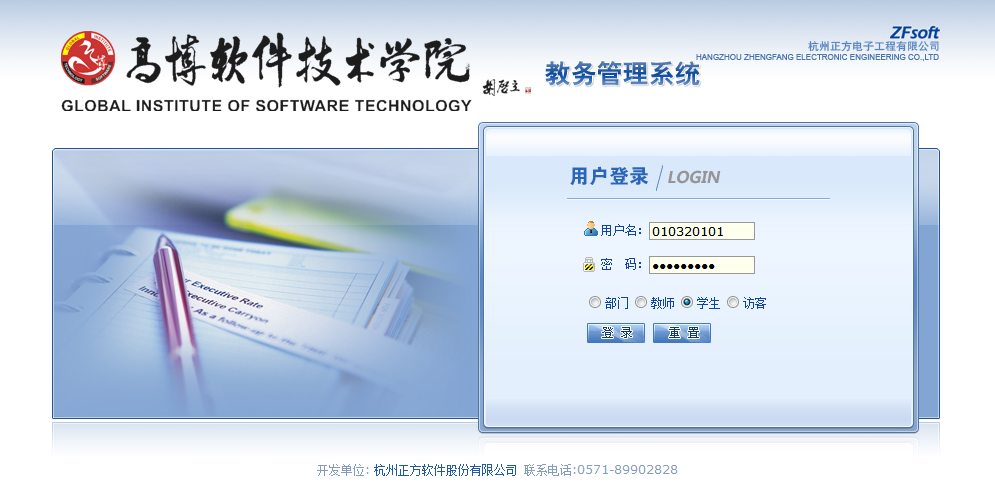 高博软件技术学院
GLOBAL INSTITUTE OF SOFTWARE TECHNOLOGY
教务管理系统
ZFsoft
杭州正方电子工程有限公司
HANGZHOU ZHENGFANG ELECTRONIC ENGINEERING CO.,LTD
Executive Rate
Executive Carryon
As a follow-up to the
用户登录 / LOGIN
用户名: 010320101
密 码: ●●●●●●●●●
部门 教师 学生 访客
登 录 重 置
开发单位: 杭州正方软件股份有限公司 联系电话:0571-89902828